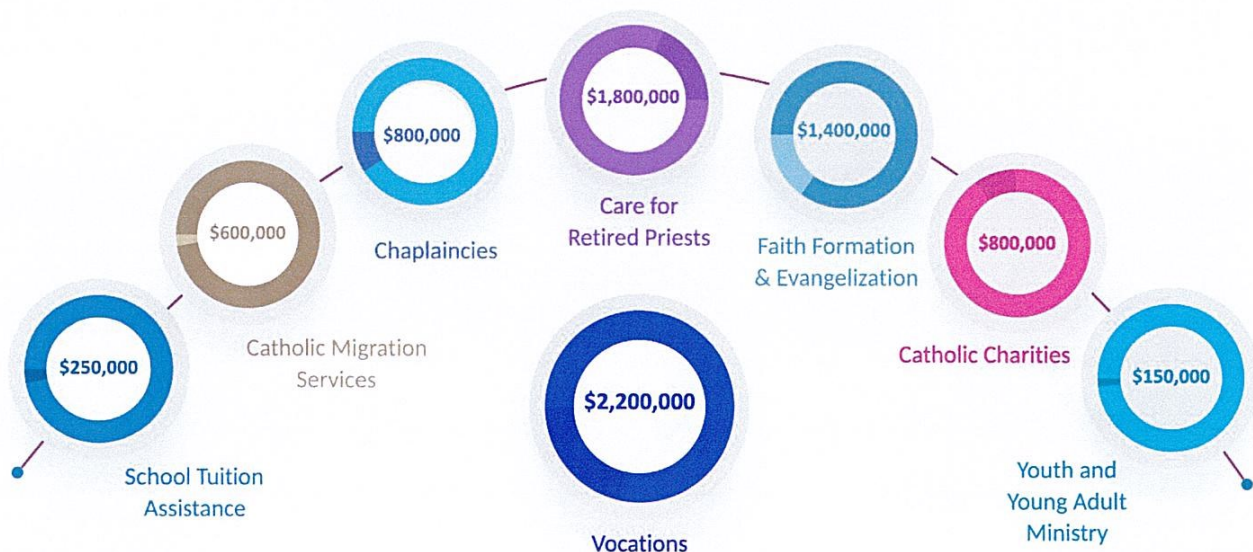 $250,000
School Tuition
Assistance
$600,000
Catholic Migration
Services
$800,000
Chaplaincies
$1,800,000
Care for
Retired Priests
$1,400,000
Faith Formation
& Evangelization
$800,000
Catholic Charities
$150,000
Youth and
Young Adult
Ministry
$2,200,000
Vocations